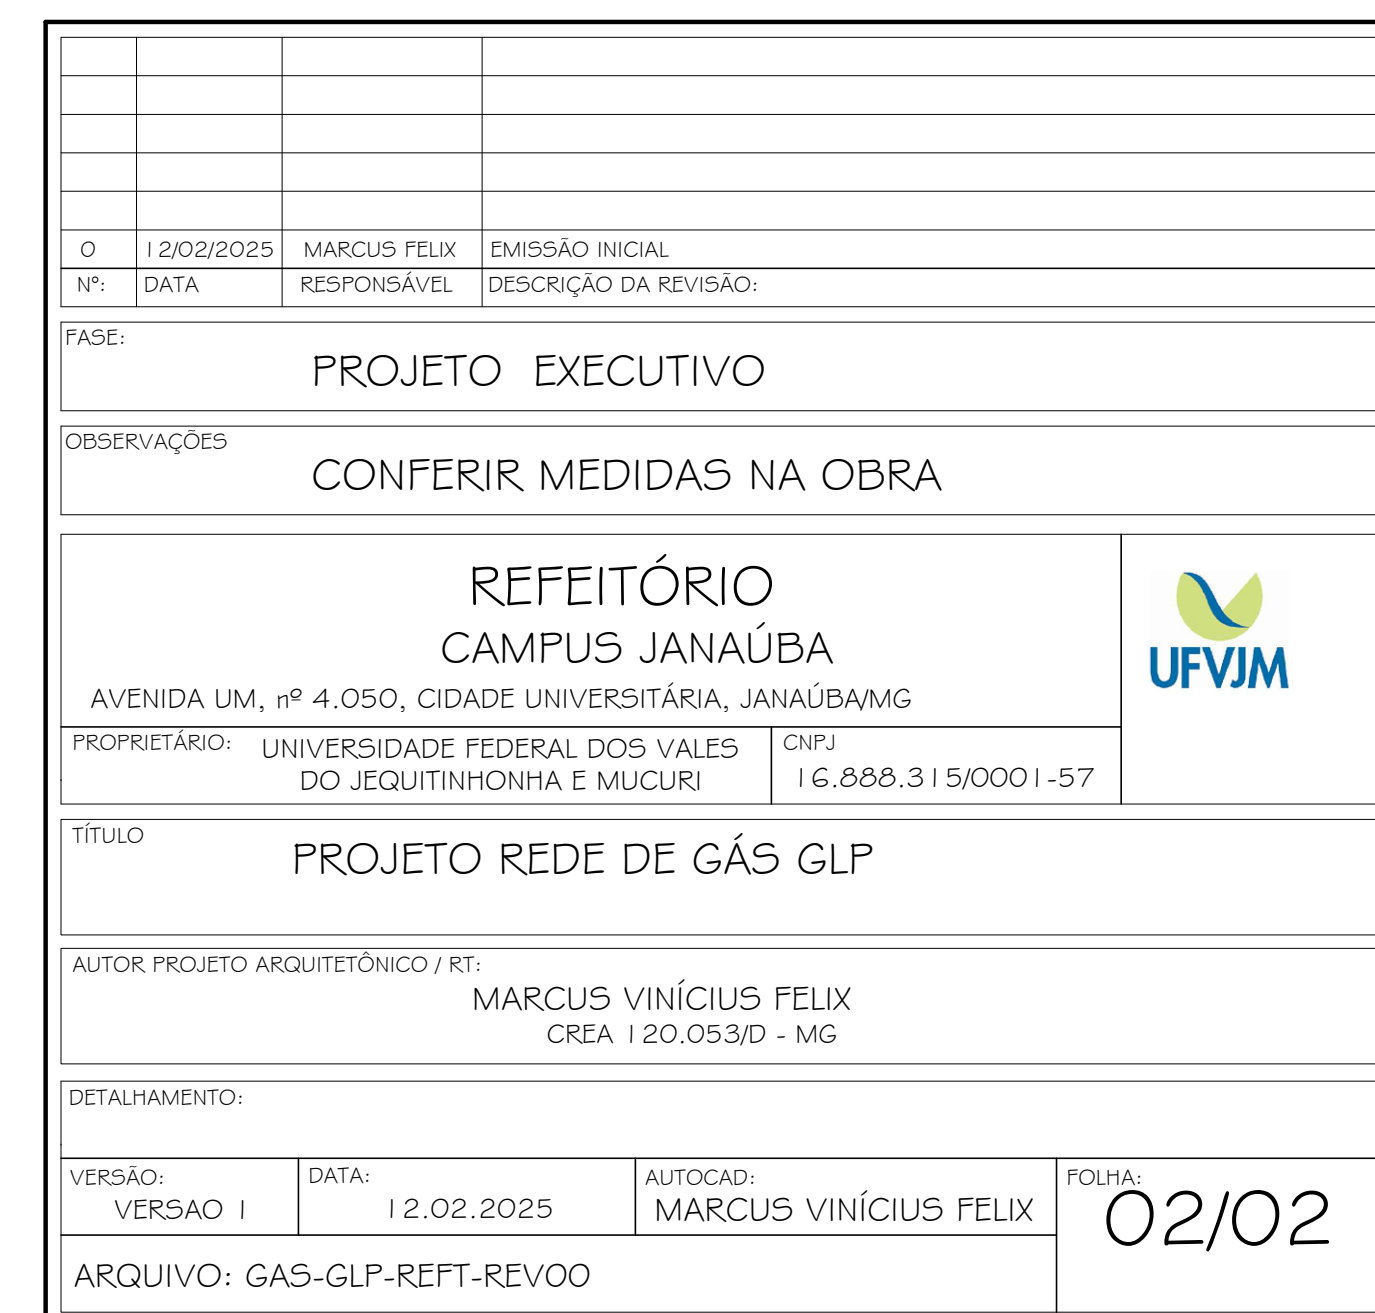 0 12/02/2025 MARCUS FELIX EMISSÃO INICIAL
Nº: DATA RESPONSÁVEL DESCRIÇÃO DA REVISÃO:
FASE:
PROJETO EXECUTIVO
OBSERVAÇÕES
CONFERIR MEDIDAS NA OBRA
REFEITÓRIO
CAMPUS JANAÚBA
AVENIDA UM, nº 4.050, CIDADE UNIVERSITÁRIA, JANAÚBA/MG
UFVJM
PROPRIETÁRIO: UNIVERSIDADE FEDERAL DOS VALES
DO JEQUITINHONHA E MUCURI
CNPJ
16.888.315/0001-57
TÍTULO
PROJETO REDE DE GÁS GLP
AUTOR PROJETO ARQUITETÔNICO / RT:
MARCUS VINÍCIUS FELIX
CREA 120.053/D - MG
DETALHAMENTO:
VERSÃO:
VERSAO 1
DATA:
12.02.2025
AUTOCAD:
MARCUS VINÍCIUS FELIX
FOLHA:
02/02
ARQUIVO: GAS-GLP-REFT-REV00